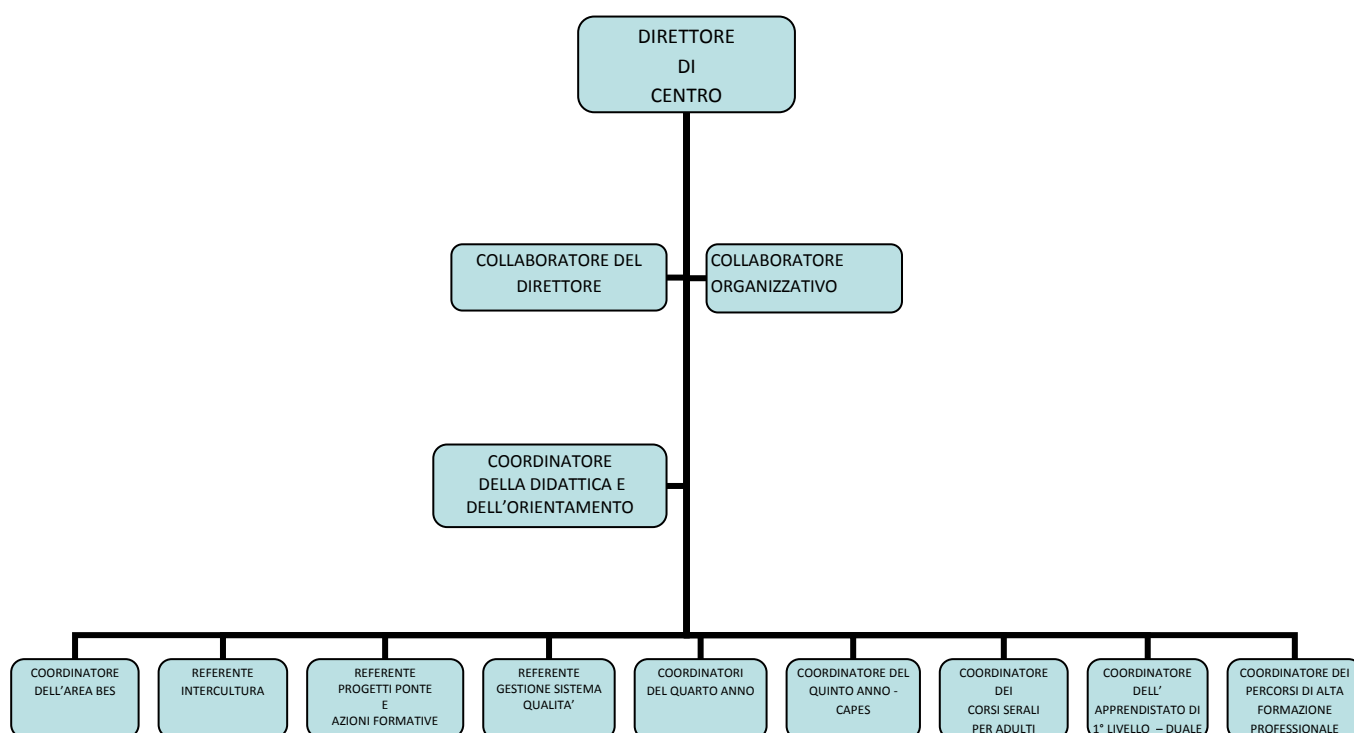 DIRETTORE
DI
CENTRO
COLLABORATORE DEL
DIRETTORE
COLLABORATORE
ORGANIZZATIVO
COORDINATORE
DELLA DIDATTICA E
DELL’ORIENTAMENTO
COORDINATORE
DELL’AREA BES
REFERENTE
INTERCULTURA
REFERENTE
PROGETTI PONTE
E
AZIONI FORMATIVE
REFERENTE
GESTIONE SISTEMA
QUALITA’
COORDINATORI
DEL QUARTO ANNO
COORDINATORE DEL
QUINTO ANNO -
CAPES
COORDINATORE
DEI
CORSI SERALI
PER ADULTI
COORDINATORE
DELL’
APPRENDISTATO DI
1° LIVELLO – DUALE
COORDINATORE DEI
PERCORSI DI ALTA
FORMAZIONE
PROFESSIONALE